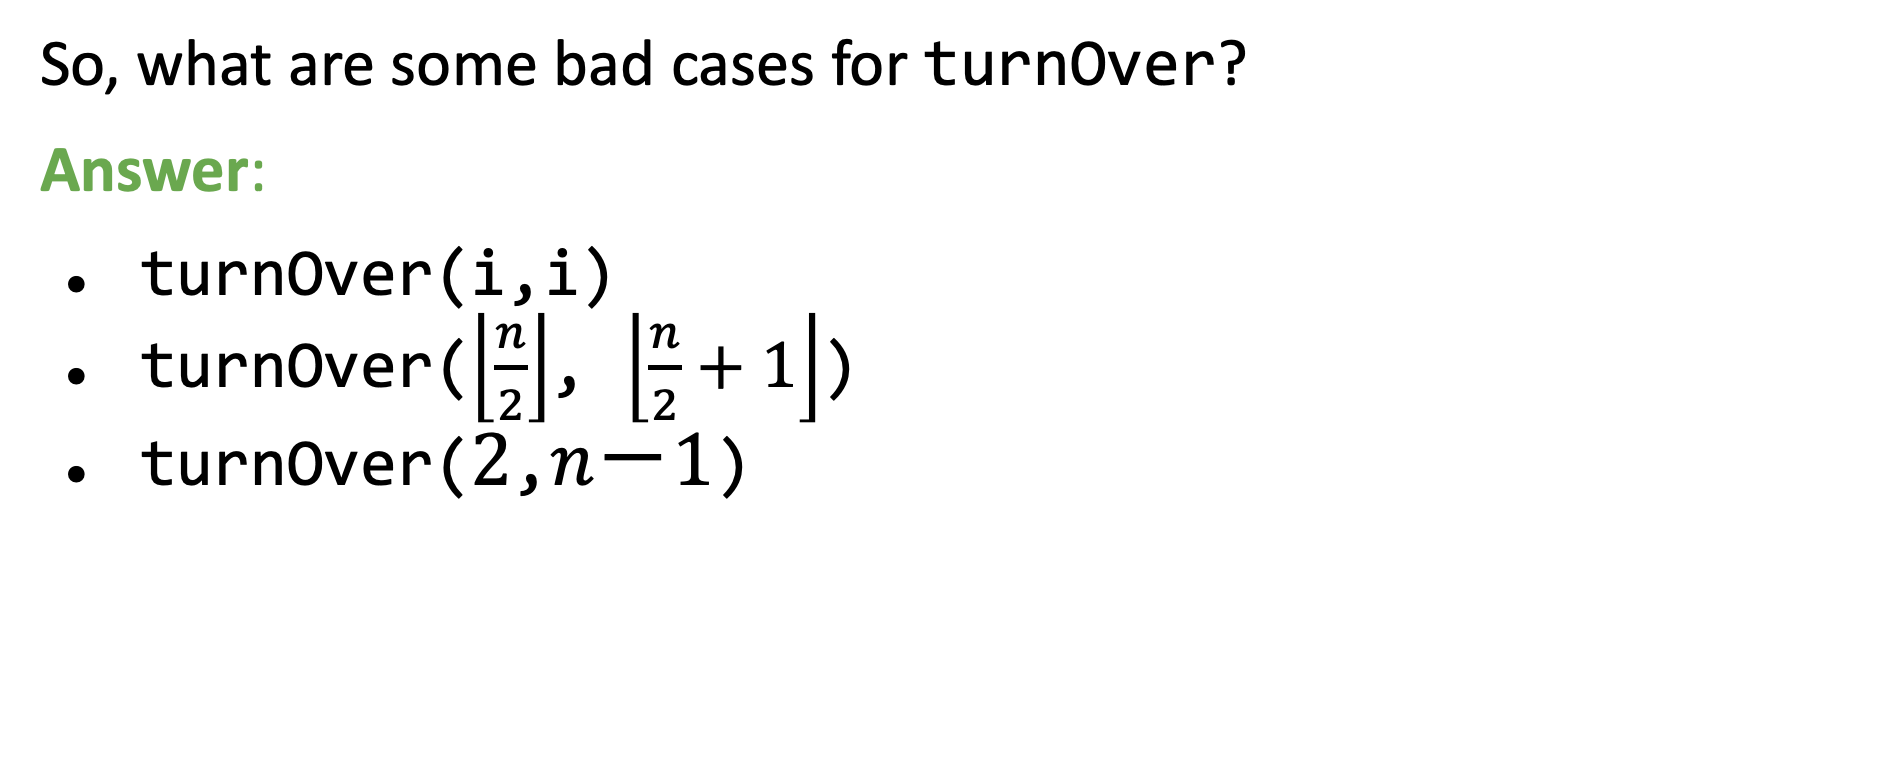 So, what are some bad cases for turnOver?
Answer:
• turnOver(i,i)
• turnOver(⌊n/2⌋, ⌊n/2 + 1⌋)
• turnOver(2,n−1)